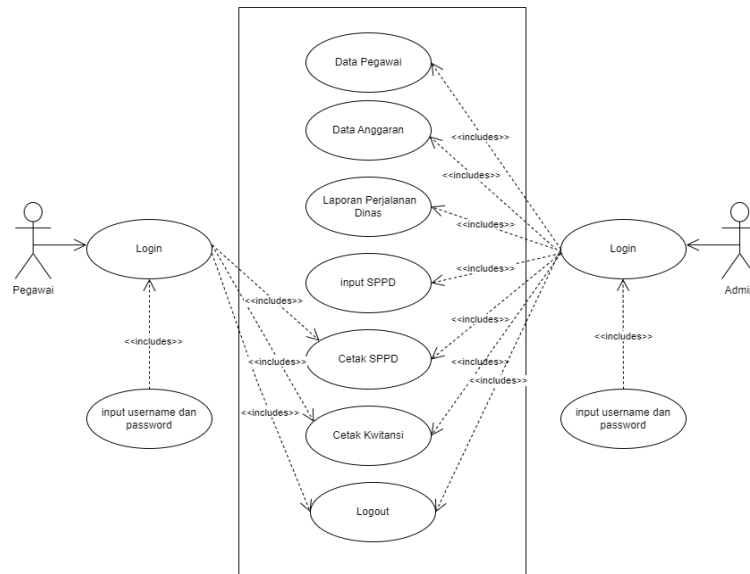 Data Pegawai
<<includes>>
Data Anggaran
<<includes>>
Laporan Perjalanan
Dinas
<<includes>>
Login
Login
Pegawai
input SPPD
<<includes>>
Admin
<<includes>>
<<includes>>
<<includes>>
<<includes>>
Cetak SPPD
<<includes>>
<<includes>>
<<includes>>
input username dan
password
<<includes>>
<<includes>>
input username dan
password
Cetak Kwitansi
Logout